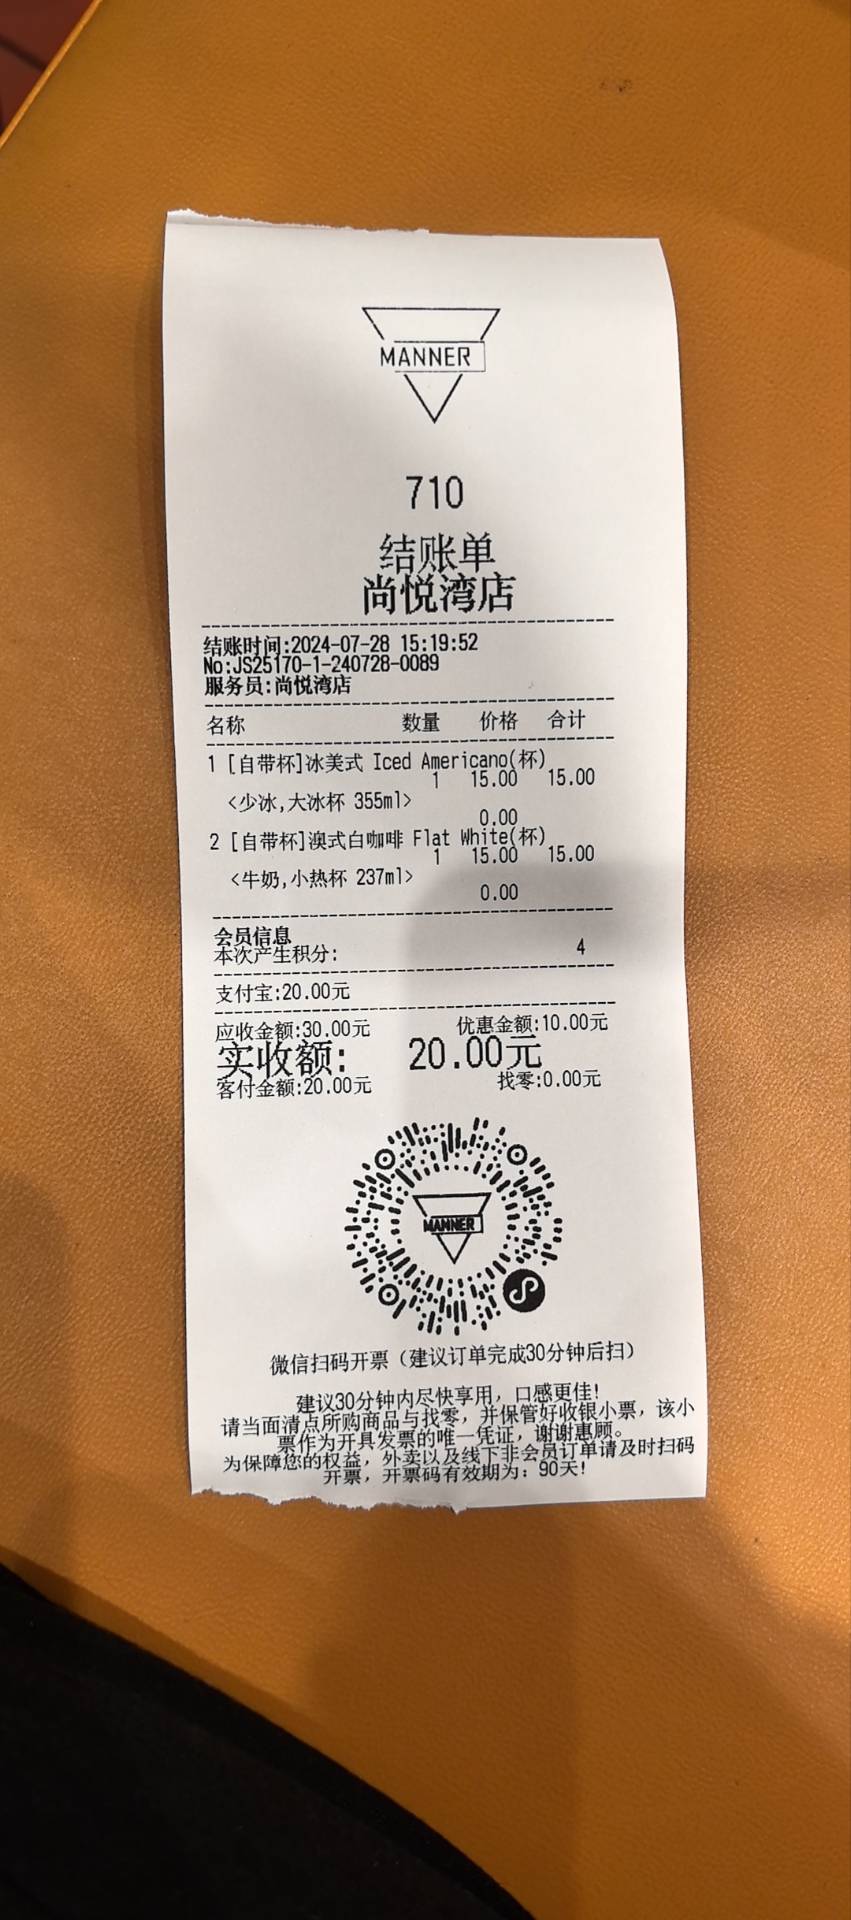 MANNER
710
结账单
尚悦湾店
结账时间:2024-07-28 15:19:52
No:JS25170-1-240728-0089
服务员:尚悦湾店
名称 数量 价格 合计
1 [自带杯]冰美式 Iced Americano(杯)
1 15.00 15.00
<少冰,大冰杯 355ml>
0.00
2 [自带杯]澳式白咖啡 Flat White(杯)
1 15.00 15.00
<牛奶,小热杯 237ml>
0.00
会员信息
本次产生积分: 4
支付宝:20.00元
应收金额:30.00元 优惠金额:10.00元
实收额: 20.00元
客付金额:20.00元 找零:0.00元
MANNER
微信扫码开票（建议订单完成30分钟后扫）
建议30分钟内尽快享用，口感更佳!
请当面清点所购商品与找零，并保管好收银小票，该小
票作为开具发票的唯一凭证，谢谢惠顾。
为保障您的权益，外卖以及线下非会员订单请及时扫码
开票，开票码有效期为：90天!